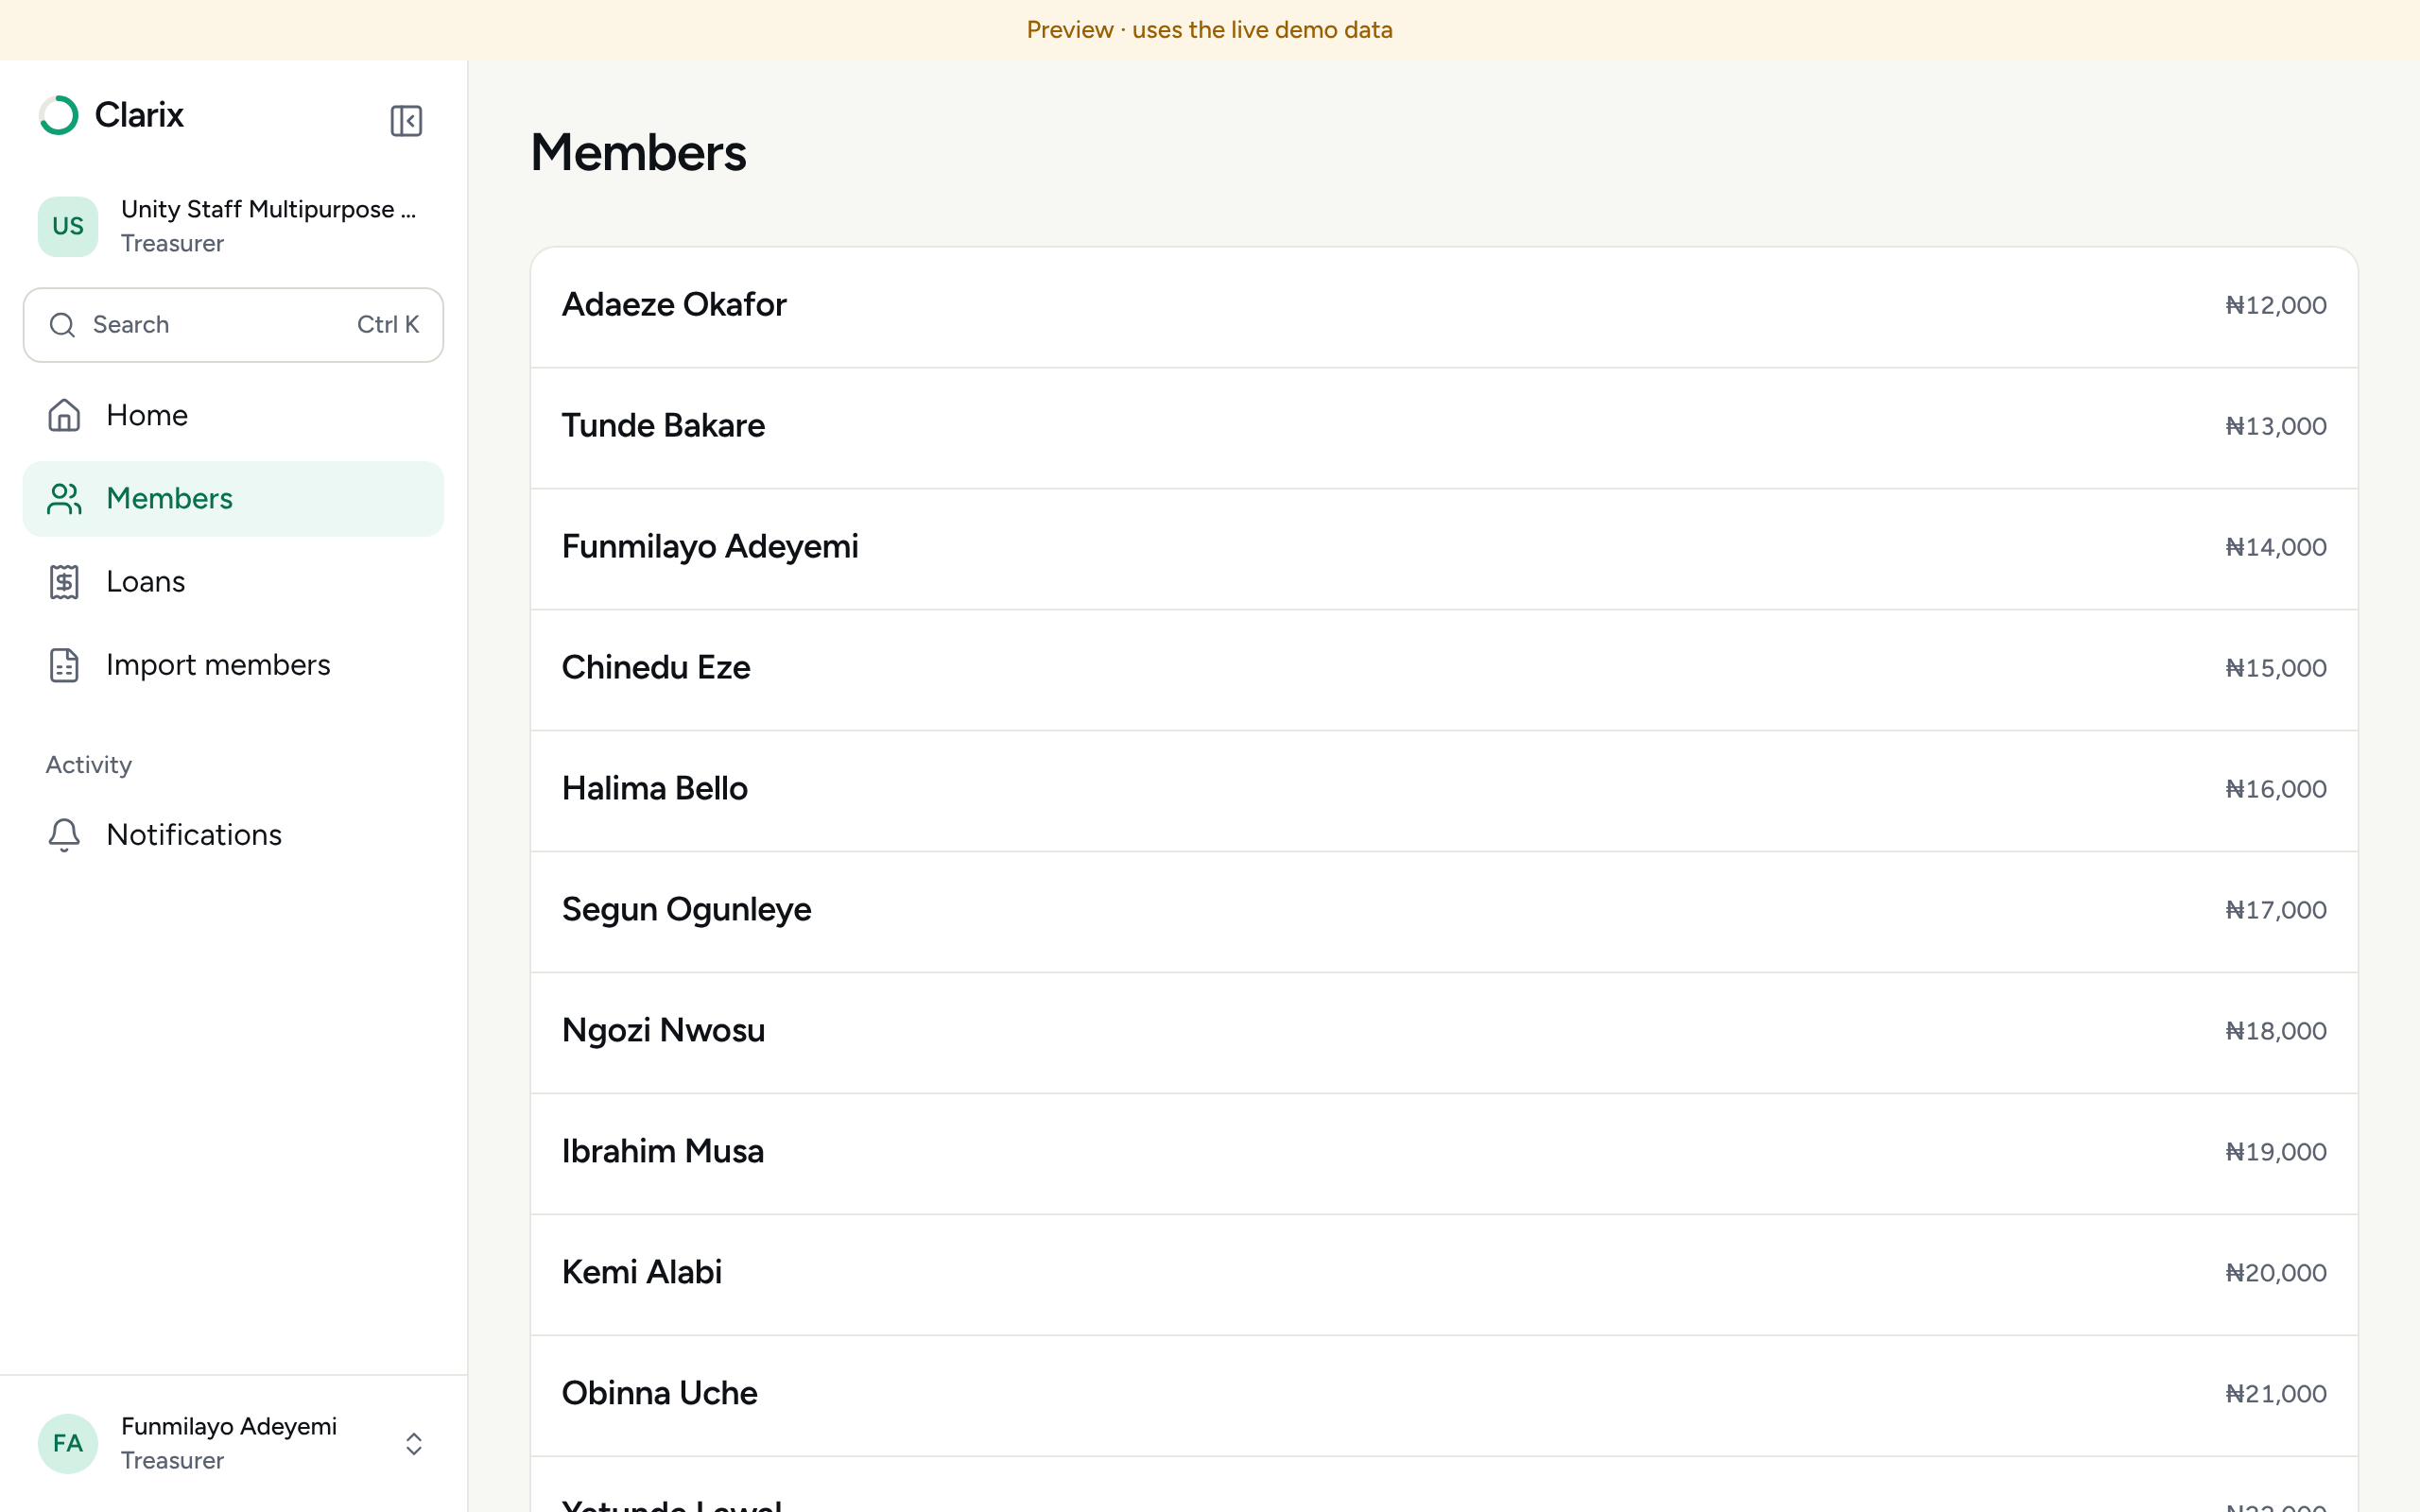 Preview · uses the live demo data
Clarix
US
Unity Staff Multipurpose ...
Treasurer
Search Ctrl K
Home
Members
Loans
Import members
Activity
Notifications
FA
Funmilayo Adeyemi
Treasurer
Members
Adaeze Okafor ₦12,000
Tunde Bakare ₦13,000
Funmilayo Adeyemi ₦14,000
Chinedu Eze ₦15,000
Halima Bello ₦16,000
Segun Ogunleye ₦17,000
Ngozi Nwosu ₦18,000
Ibrahim Musa ₦19,000
Kemi Alabi ₦20,000
Obinna Uche ₦21,000
Yetunde Lawal